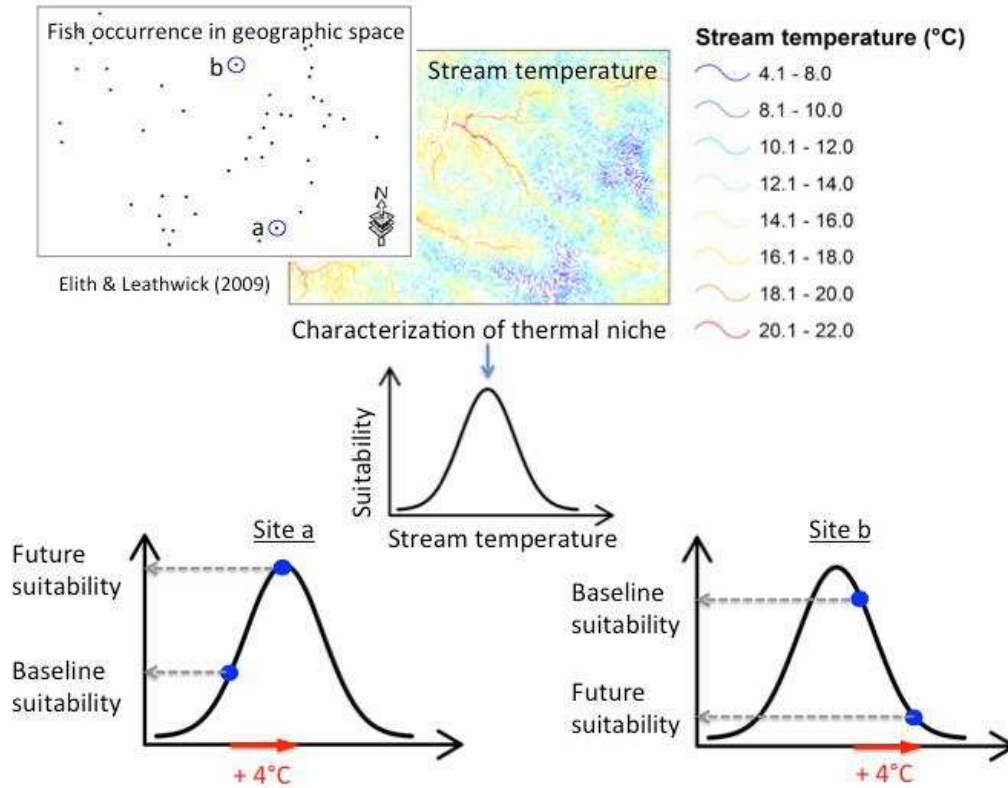 Fish occurrence in geographic space
b
a
N
Elith & Leathwick (2009)
Stream temperature
Stream temperature (°C)
4.1 - 8.0
8.1 - 10.0
10.1 - 12.0
12.1 - 14.0
14.1 - 16.0
16.1 - 18.0
18.1 - 20.0
20.1 - 22.0
Characterization of thermal niche
Suitability
Stream temperature
Site a
Future
suitability
Baseline
suitability
+ 4°C
Site b
Baseline
suitability
Future
suitability
+ 4°C